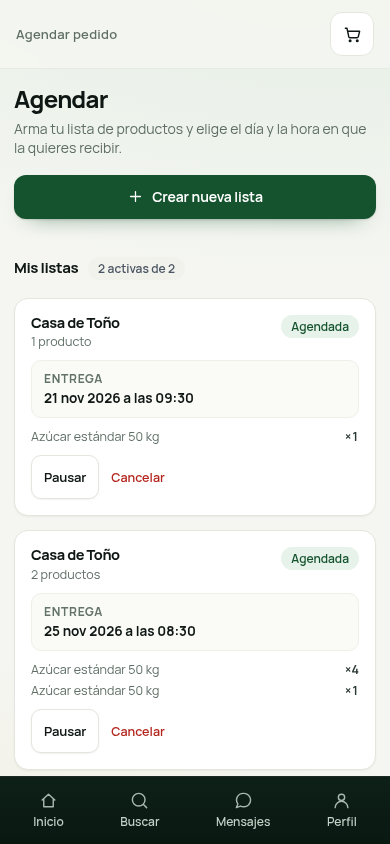 Agendar pedido
Agendar
Arma tu lista de productos y elige el día y la hora en que
la quieres recibir.
Crear nueva lista
Mis listas 2 activas de 2
Casa de Toño Agendada
1 producto
ENTREGA
21 nov 2026 a las 09:30
Azúcar estándar 50 kg ×1
Pausar Cancelar
Casa de Toño Agendada
2 productos
ENTREGA
25 nov 2026 a las 08:30
Azúcar estándar 50 kg ×4
Azúcar estándar 50 kg ×1
Pausar Cancelar
Inicio Buscar Mensajes Perfil